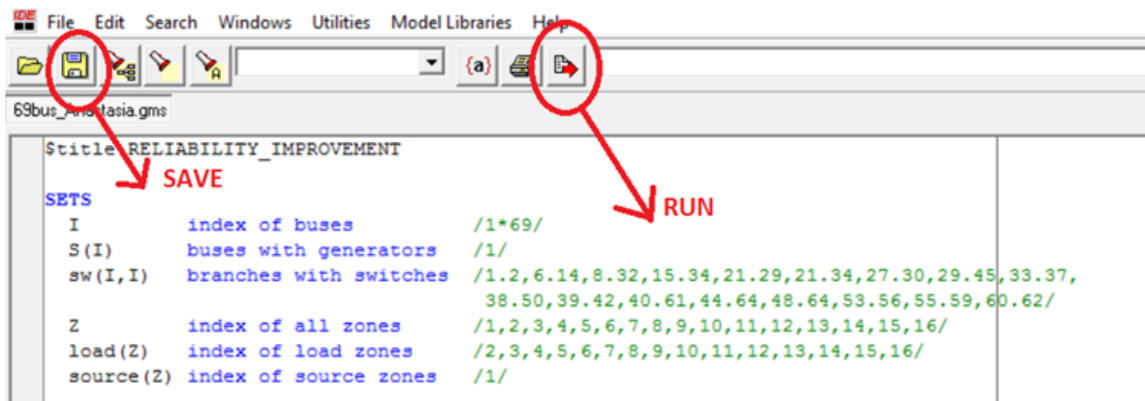 IDE File Edit Search Windows Utilities Model Libraries Help
A {a}
69bus_Anastasia.gms
$title RELIABILITY_IMPROVEMENT
SAVE
SETS
RUN
I index of buses /1*69/
S(I) buses with generators /1/
sw(I,I) branches with switches /1.2,6.14,8.32,15.34,21.29,21.34,27.30,29.45,33.37,
38.50,39.42,40.61,44.64,48.64,53.56,55.59,60.62/
Z index of all zones /1,2,3,4,5,6,7,8,9,10,11,12,13,14,15,16/
load(Z) index of load zones /2,3,4,5,6,7,8,9,10,11,12,13,14,15,16/
source(Z) index of source zones /1/